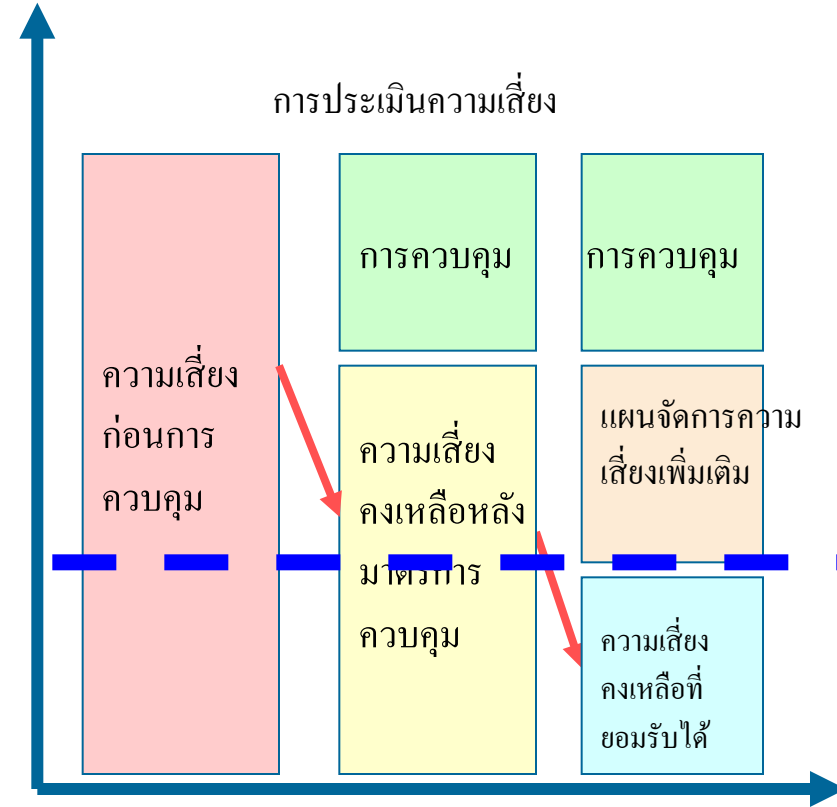 การประเมินความเสี่ยง
ความเสี่ยง
ก่อนการ
ควบคุม
การควบคุม
ความเสี่ยง
คงเหลือหลัง
มาตรการ
ควบคุม
การควบคุม
แผนจัดการความ
เสี่ยงเพิ่มเติม
ความเสี่ยง
คงเหลือที่
ยอมรับได้